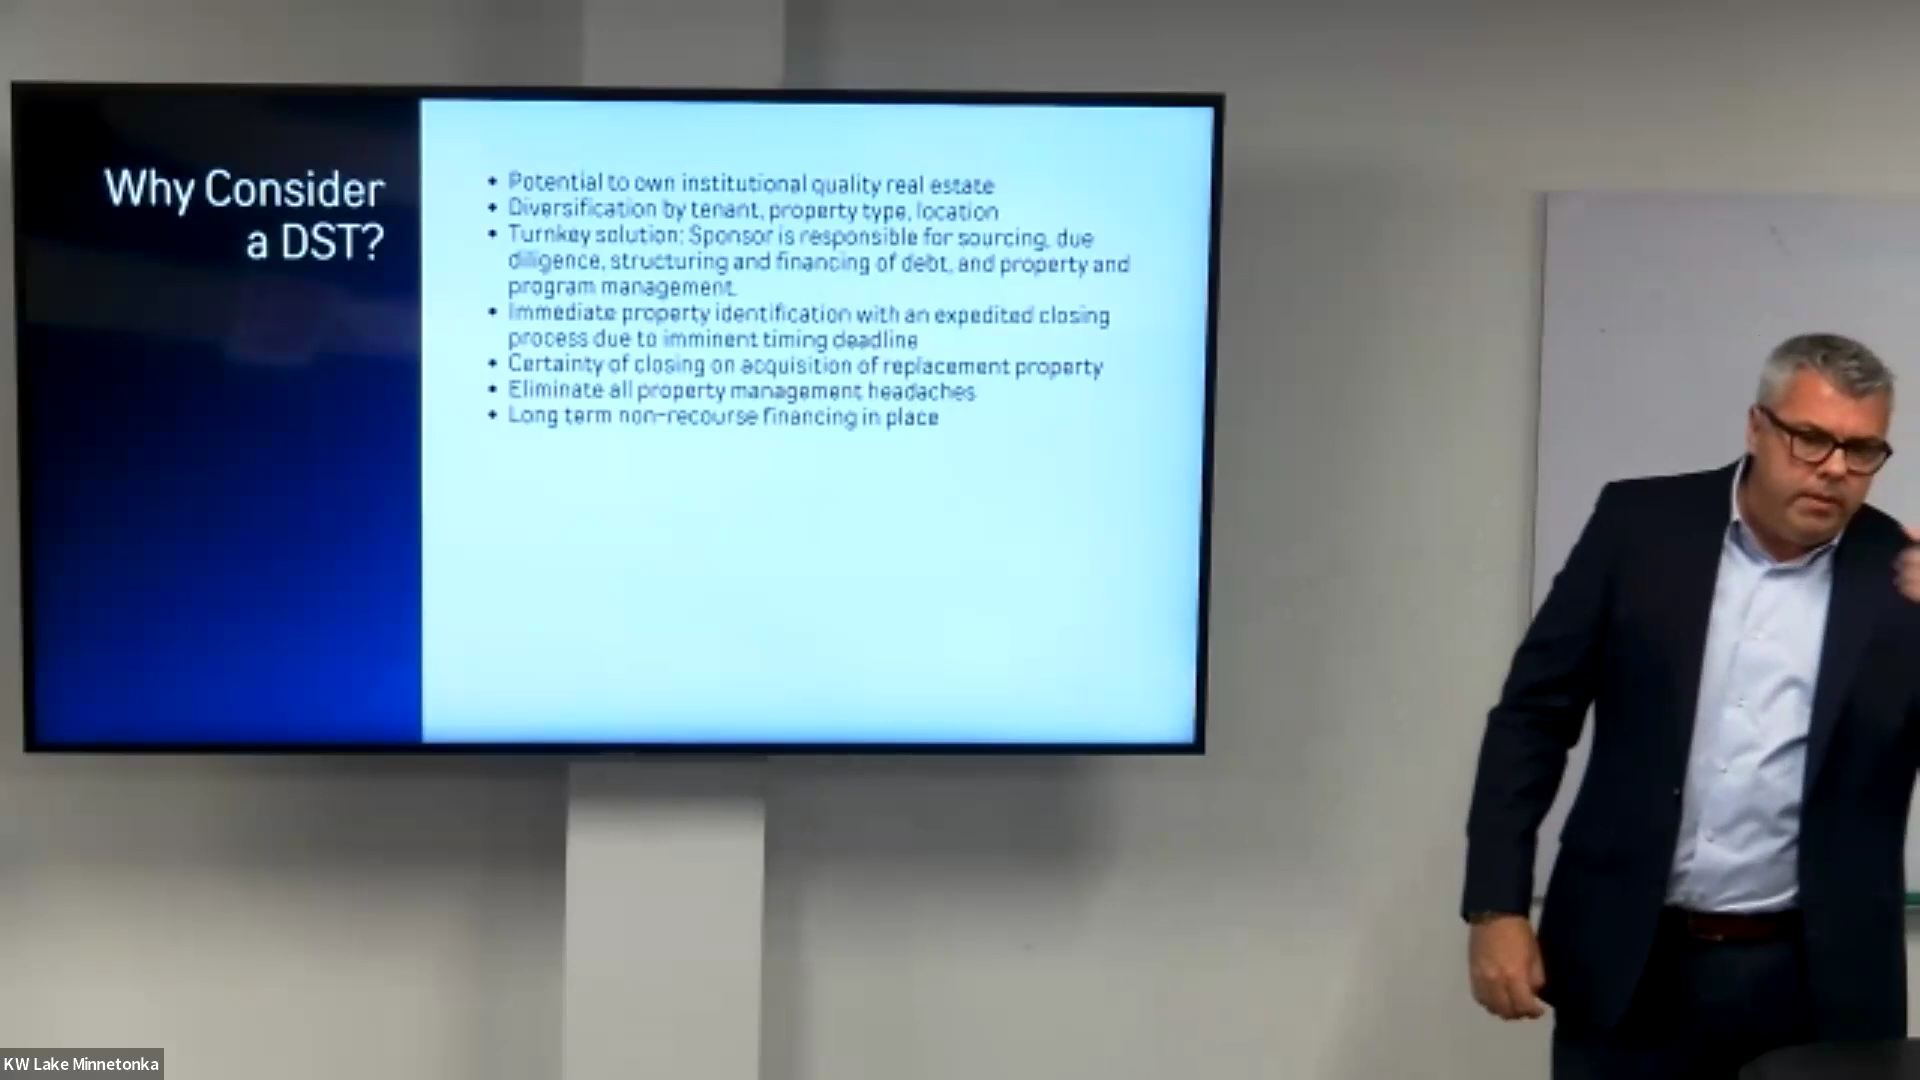 Why Consider
a DST?
• Potential to own institutional quality real estate
• Diversification by tenant, property type, location
• Turnkey solution: Sponsor is responsible for sourcing, due
diligence, structuring and financing of debt, and property and
program management.
• Immediate property identification with an expedited closing
process due to imminent timing deadline
• Certainty of closing on acquisition of replacement property
• Eliminate all property management headaches
• Long term non-recourse financing in place
KW Lake Minnetonka